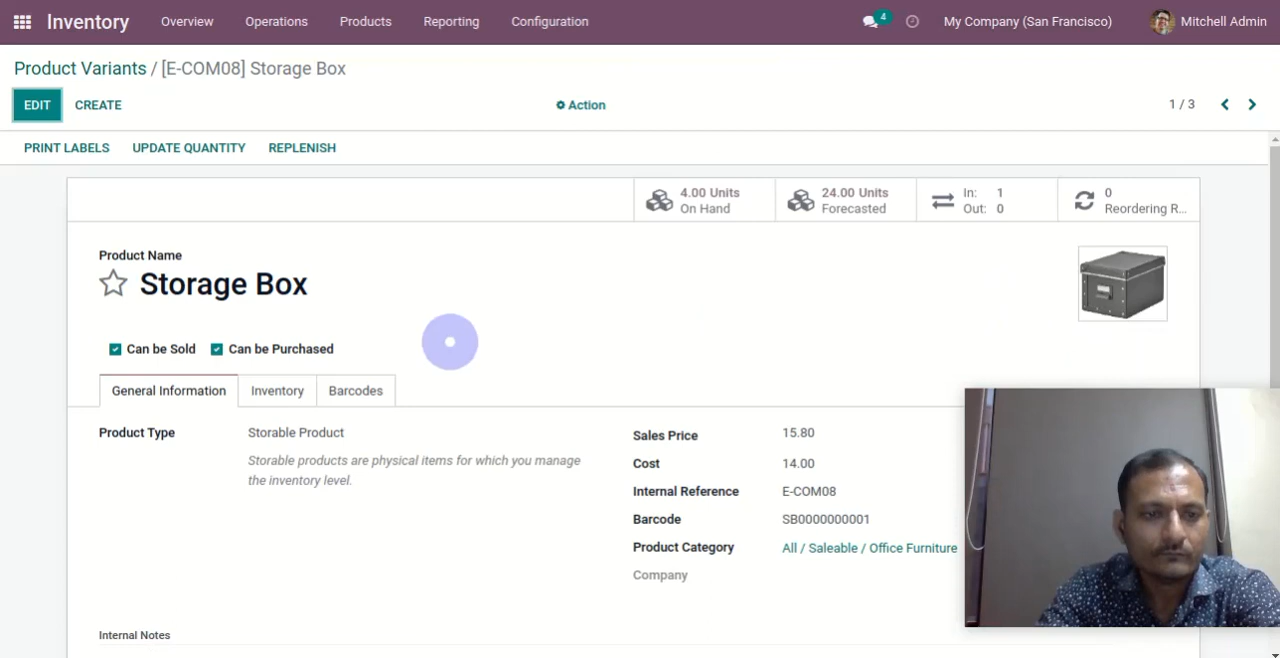 Inventory Overview Operations Products Reporting Configuration 4 My Company (San Francisco) Mitchell Admin
Product Variants / [E-COM08] Storage Box
EDIT CREATE Action 1 / 3
PRINT LABELS UPDATE QUANTITY REPLENISH
4.00 Units 24.00 Units In: 1 0
On Hand Forecasted Out: 0 Reordering R...
Product Name
Storage Box
Can be Sold Can be Purchased
General Information Inventory Barcodes
Product Type Storable Product
Storable products are physical items for which you manage
the inventory level.
Sales Price 15.80
Cost 14.00
Internal Reference E-COM08
Barcode SB0000000001
Product Category All / Saleable / Office Furniture
Company
Internal Notes